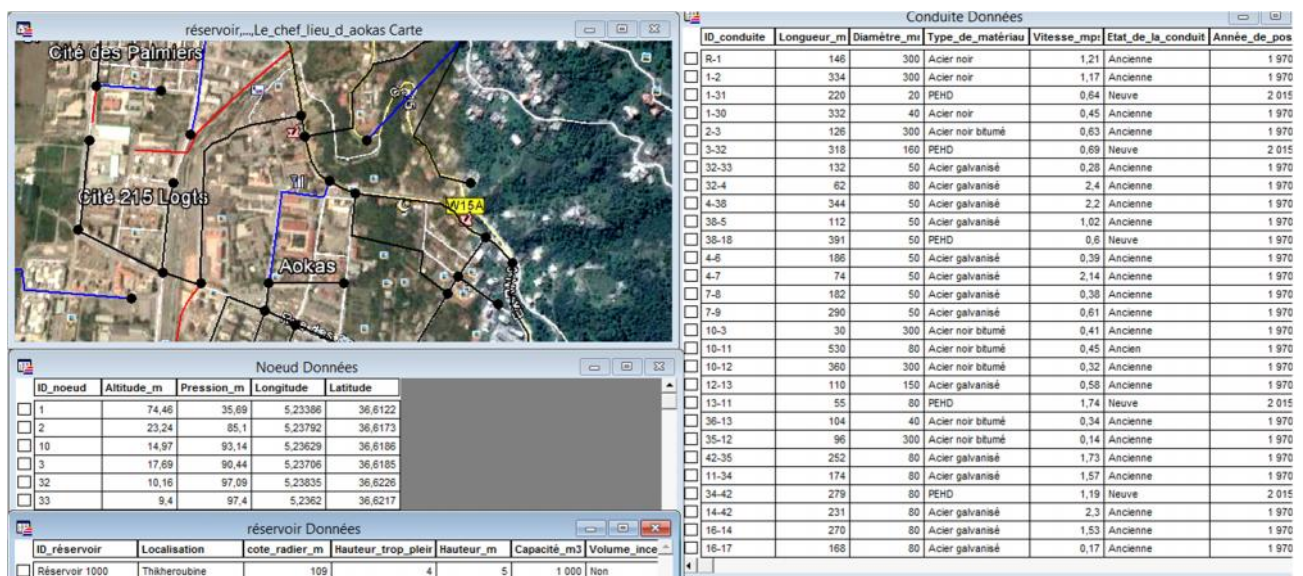 réservoir,...,Le_chef_lieu_d_aokas Carte
Cité des Palmiers
Cité 215 Logts
W15A
Aokas
Noeud Données
ID_noeud Altitude_m Pression_m Longitude Latitude
1 74,46 35,69 5,23386 36,6122
2 23,24 85,1 5,23792 36,6173
10 14,97 93,14 5,23629 36,6186
3 17,69 90,44 5,23706 36,6185
32 10,16 97,09 5,23835 36,6226
33 9,4 97,4 5,2362 36,6217
réservoir Données
ID_réservoir Localisation cote_radier_m Hauteur_trop_plein Hauteur_m Capacité_m3 Volume_ince
Réservoir 1000 Thikheroubine 109 4 5 1 000 Non
Conduite Données
ID_conduite Longueur_m Diamètre_m Type_de_matériau Vitesse_mp Etat_de_la_conduit Année_de_pos
R-1 146 300 Acier noir 1,21 Ancienne 1 970
1-2 334 300 Acier noir 1,17 Ancienne 1 970
1-31 220 20 PEHD 0,64 Neuve 2 015
1-30 332 40 Acier noir 0,45 Ancienne 1 970
2-3 126 300 Acier noir bitumé 0,63 Ancienne 1 970
3-32 318 160 PEHD 0,69 Neuve 2 015
32-33 132 50 Acier galvanisé 0,28 Ancienne 1 970
32-4 62 80 Acier galvanisé 2,4 Ancienne 1 970
4-38 344 50 Acier galvanisé 2,2 Ancienne 1 970
38-5 112 50 Acier galvanisé 1,02 Ancienne 1 970
38-18 391 50 PEHD 0,6 Neuve 1 970
4-6 186 50 Acier galvanisé 0,39 Ancienne 1 970
4-7 74 50 Acier galvanisé 2,14 Ancienne 1 970
7-8 182 50 Acier galvanisé 0,38 Ancienne 1 970
7-9 290 50 Acier galvanisé 0,61 Ancienne 1 970
10-3 30 300 Acier noir bitumé 0,41 Ancienne 1 970
10-11 530 80 Acier noir bitumé 0,45 Ancien 1 970
10-12 360 300 Acier noir bitumé 0,32 Ancienne 1 970
12-13 110 150 Acier galvanisé 0,58 Ancienne 1 970
13-11 55 80 PEHD 1,74 Neuve 2 015
36-13 104 40 Acier noir bitumé 0,34 Ancienne 1 970
35-12 96 300 Acier noir bitumé 0,14 Ancienne 1 970
42-35 252 80 Acier galvanisé 1,73 Ancienne 1 970
11-34 174 80 Acier galvanisé 1,57 Ancienne 1 970
34-42 279 80 PEHD 1,19 Neuve 2 015
14-42 231 80 Acier galvanisé 2,3 Ancienne 1 970
16-14 270 80 Acier galvanisé 1,53 Ancienne 1 970
16-17 168 80 Acier galvanisé 0,17 Ancienne 1 970